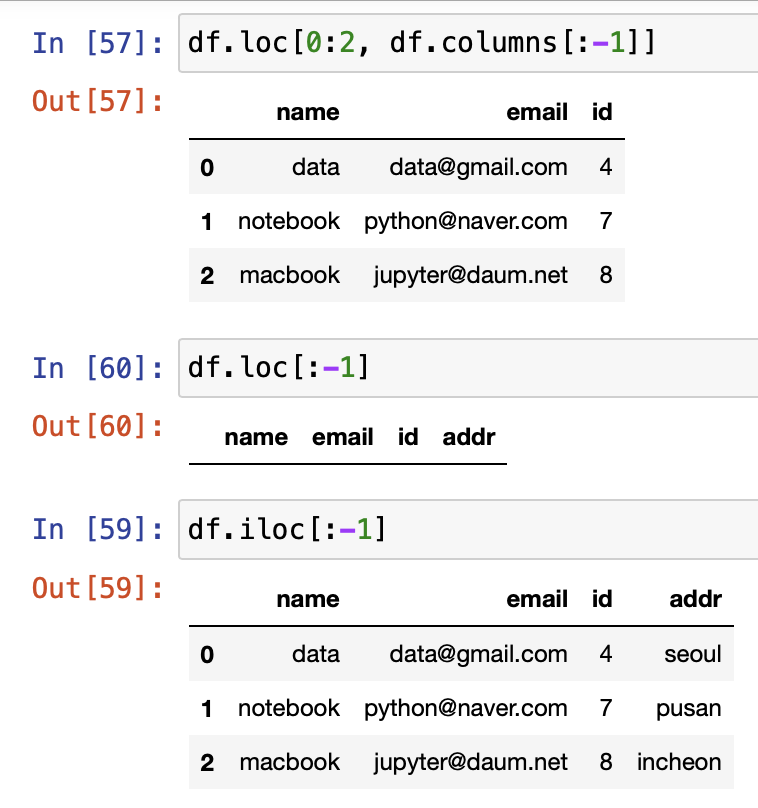 In [57]: df.loc[0:2, df.columns[:-1]]
Out[57]:
name email id
0 data data@gmail.com 4
1 notebook python@naver.com 7
2 macbook jupyter@daum.net 8
In [60]: df.loc[:-1]
Out[60]:
name email id addr
In [59]: df.iloc[:-1]
Out[59]:
name email id addr
0 data data@gmail.com 4 seoul
1 notebook python@naver.com 7 pusan
2 macbook jupyter@daum.net 8 incheon